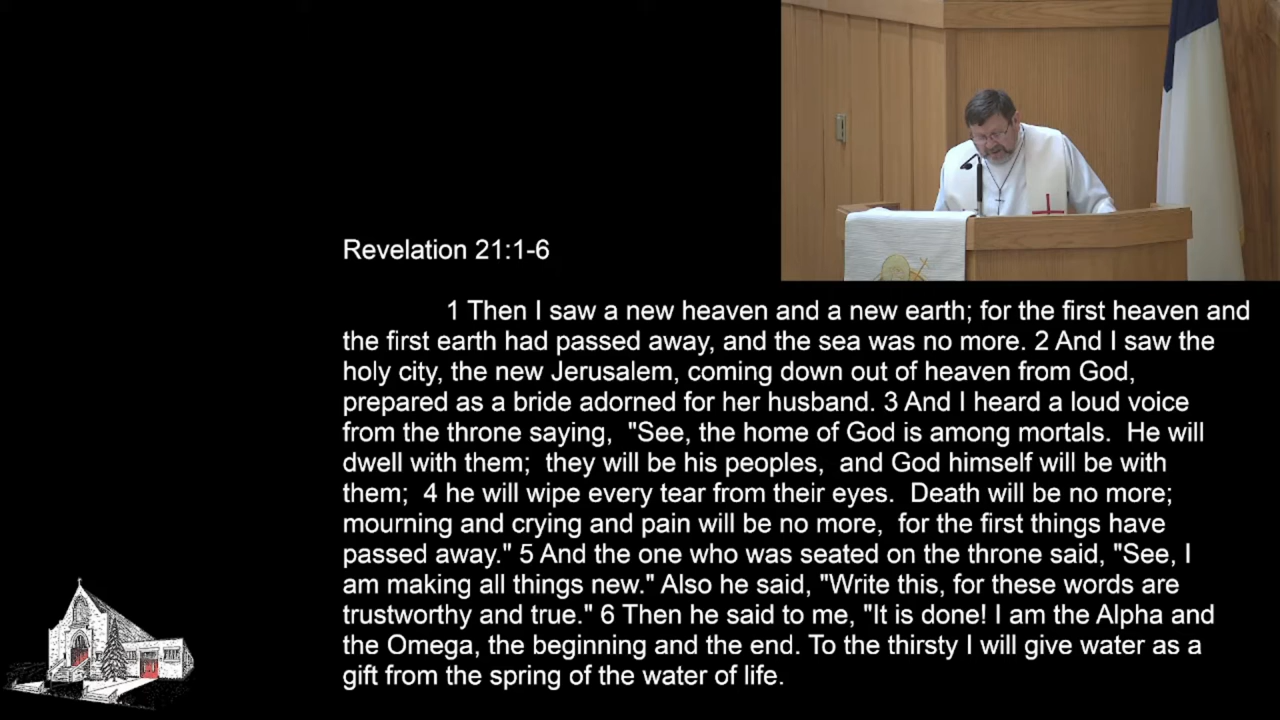 Revelation 21:1-6
1 Then I saw a new heaven and a new earth; for the first heaven and
the first earth had passed away, and the sea was no more. 2 And I saw the
holy city, the new Jerusalem, coming down out of heaven from God,
prepared as a bride adorned for her husband. 3 And I heard a loud voice
from the throne saying, "See, the home of God is among mortals. He will
dwell with them; they will be his peoples, and God himself will be with
them; 4 he will wipe every tear from their eyes. Death will be no more;
mourning and crying and pain will be no more, for the first things have
passed away." 5 And the one who was seated on the throne said, "See, I
am making all things new." Also he said, "Write this, for these words are
trustworthy and true." 6 Then he said to me, "It is done! I am the Alpha and
the Omega, the beginning and the end. To the thirsty I will give water as a
gift from the spring of the water of life.